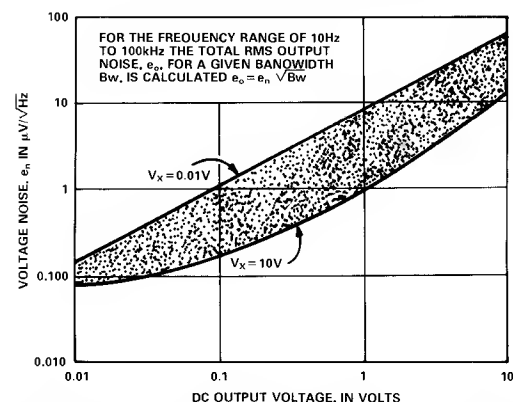 FOR THE FREQUENCY RANGE OF 10Hz
TO 100kHz THE TOTAL RMS OUTPUT
NOISE, eo, FOR A GIVEN BANOWIDTH
Bw, IS CALCULATED eo = en √Bw
100
10
1
0.100
0.010
VOLTAGE NOISE, en IN µV/√Hz
VX = 0.01V
VX = 10V
0.01
0.1
1
10
DC OUTPUT VOLTAGE, IN VOLTS